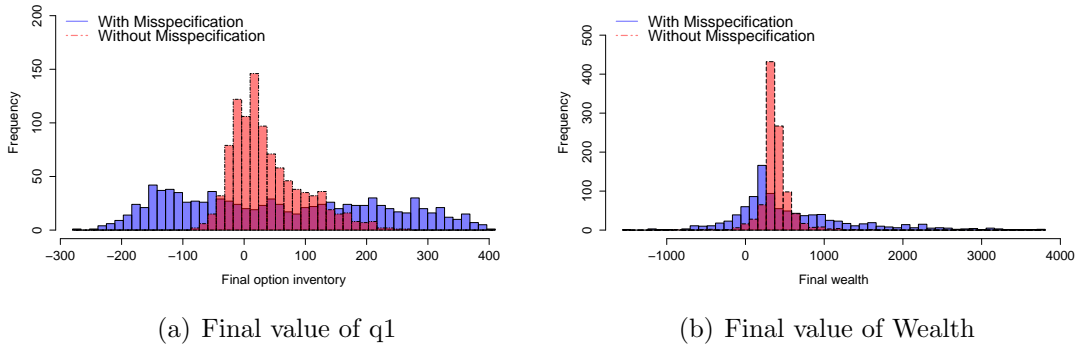 With Misspecification
Without Misspecification
Frequency
200
150
100
50
0
−300 −200 −100 0 100 200 300 400
Final option inventory
(a) Final value of q1
With Misspecification
Without Misspecification
Frequency
500
400
300
200
100
0
−1000 0 1000 2000 3000 4000
Final wealth
(b) Final value of Wealth